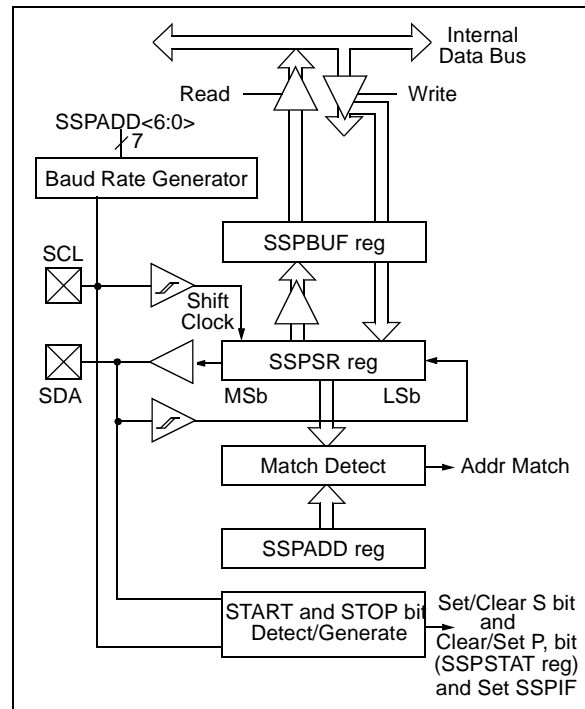 Internal
Data Bus
Read
Write
SSPADD<6:0>
7
Baud Rate Generator
SSPBUF reg
SCL
Shift
Clock
SSPSR reg
SDA
MSb
LSb
Match Detect
Addr Match
SSPADD reg
START and STOP bit
Detect/Generate
Set/Clear S bit
and
Clear/Set P, bit
(SSPSTAT reg)
and Set SSPIF